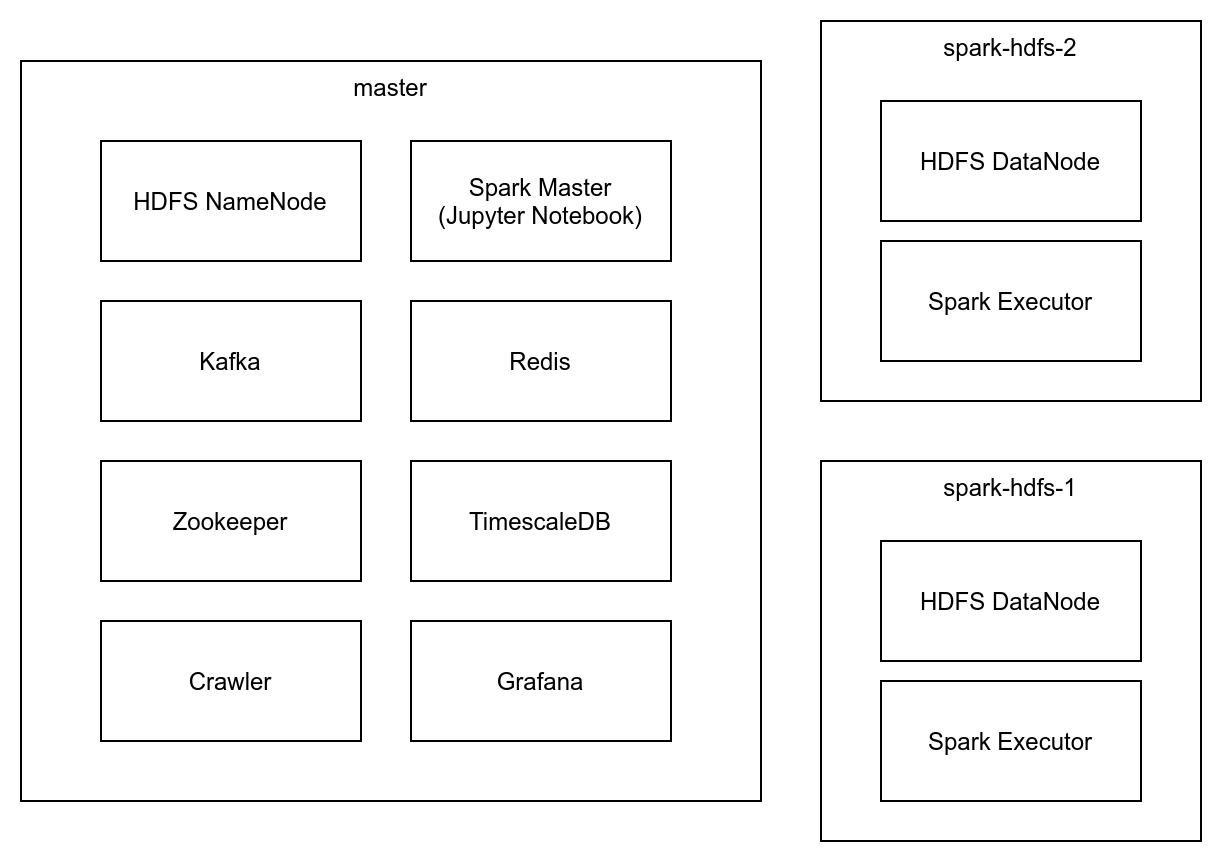 master
HDFS NameNode
Spark Master
(Jupyter Notebook)
Kafka
Redis
Zookeeper
TimescaleDB
Crawler
Grafana
spark-hdfs-2
HDFS DataNode
Spark Executor
spark-hdfs-1
HDFS DataNode
Spark Executor